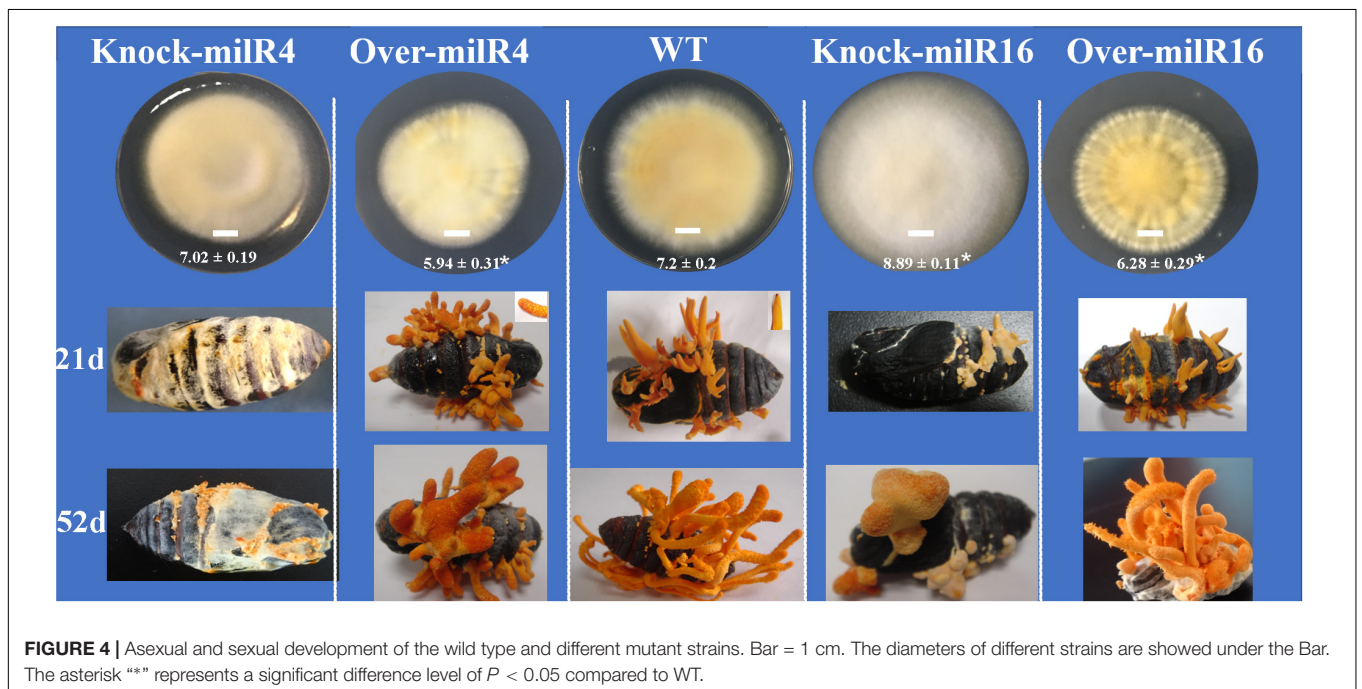 Knock-milR4 Over-milR4 WT Knock-milR16 Over-milR16
7.02 ± 0.19 5.94 ± 0.31* 7.2 ± 0.2 8.89 ± 0.11* 6.28 ± 0.29*
21d
52d
FIGURE 4 | Asexual and sexual development of the wild type and different mutant strains. Bar = 1 cm. The diameters of different strains are showed under the Bar.
The asterisk “*” represents a significant difference level of P < 0.05 compared to WT.